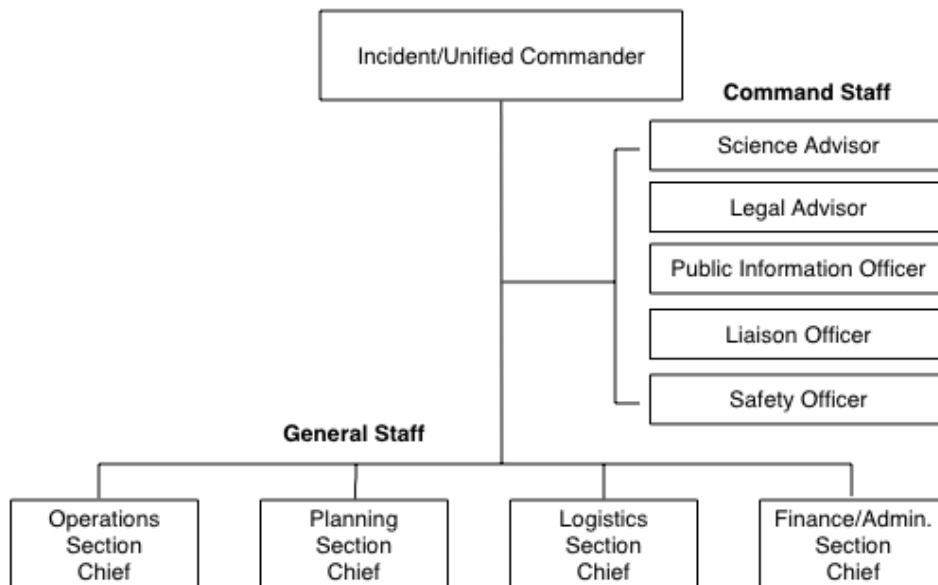 Incident/Unified Commander
Command Staff
Science Advisor
Legal Advisor
Public Information Officer
Liaison Officer
Safety Officer
General Staff
Operations
Section
Chief
Planning
Section
Chief
Logistics
Section
Chief
Finance/Admin.
Section
Chief